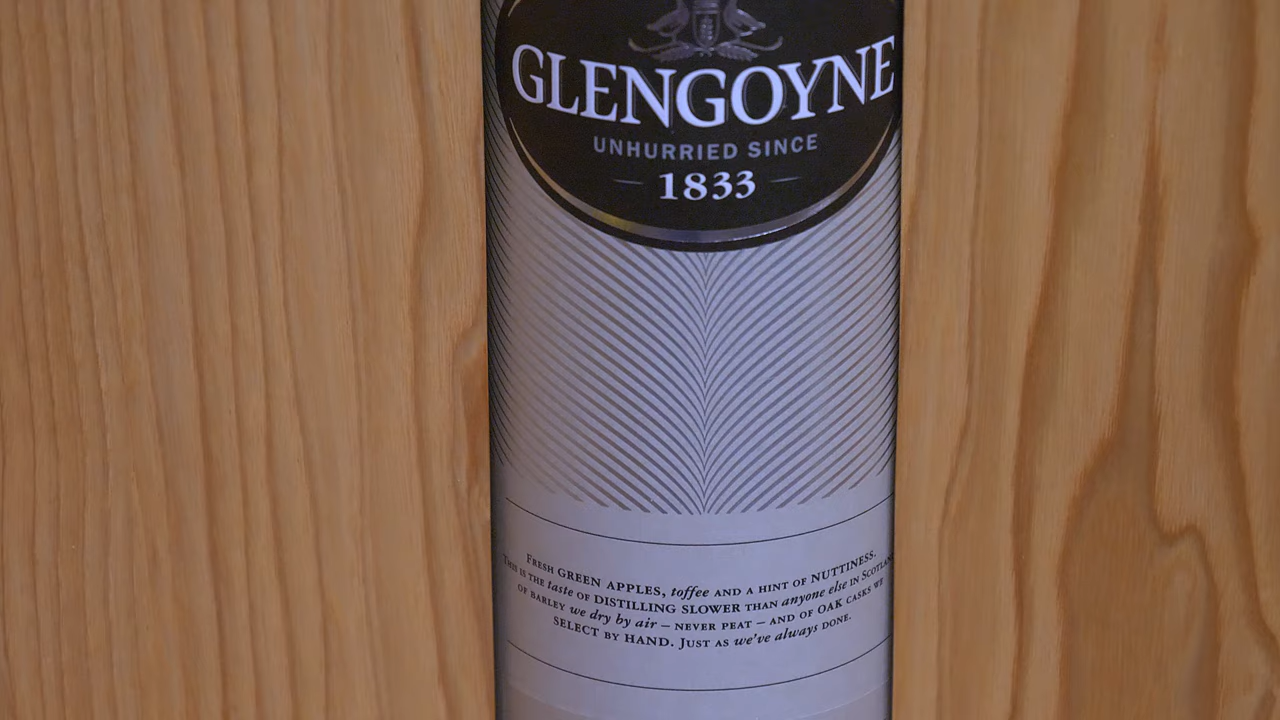 GLENGOYNE
UNHURRIED SINCE
1833
FRESH GREEN APPLES, toffee AND A HINT OF NUTTINESS.
THIS IS THE taste OF DISTILLING SLOWER THAN anyone else IN SCOTLAND
OF BARLEY we dry by air – NEVER PEAT – AND OF OAK CASKS WE
SELECT BY HAND. JUST AS we've always DONE.